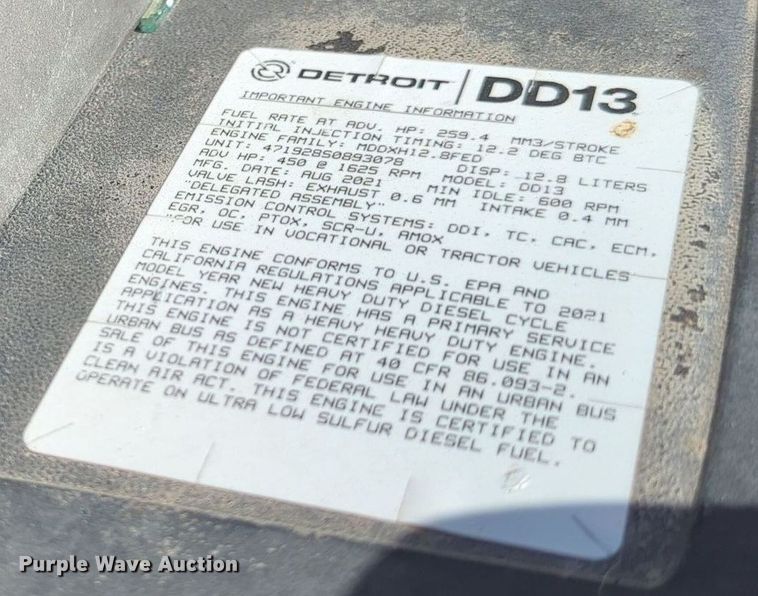 DETROIT | DD13
IMPORTANT ENGINE INFORMATION
FUEL RATE AT ADV. HP: 259.4 MM3/STROKE
INITIAL INJECTION TIMING: 12.2 DEG BTC
ENGINE FAMILY: MDDXH12.8FED DISP: 12.8 LITERS
UNIT: 471928S0893078 MODEL: DD13
ADV HP: 450 @ 1625 RPM MIN IDLE: 600 RPM
MFG. DATE: AUG 2021
VALVE LASH: EXHAUST 0.6 MM INTAKE 0.4 MM
"DELEGATED ASSEMBLY"
EMISSION CONTROL SYSTEMS: DDI, TC, CAC, ECM,
EGR, OC, PTOX, SCR-U, AMOX
"FOR USE IN VOCATIONAL OR TRACTOR VEHICLES"
THIS ENGINE CONFORMS TO U.S. EPA AND
CALIFORNIA REGULATIONS APPLICABLE TO 2021
MODEL YEAR NEW HEAVY DUTY DIESEL CYCLE
ENGINES. THIS ENGINE HAS A PRIMARY SERVICE
APPLICATION AS A HEAVY HEAVY DUTY ENGINE.
THIS ENGINE IS NOT CERTIFIED FOR USE IN AN
URBAN BUS AS DEFINED AT 40 CFR 86.093-2.
SALE OF THIS ENGINE FOR USE IN AN URBAN BUS
IS A VIOLATION OF FEDERAL LAW UNDER THE
CLEAN AIR ACT. THIS ENGINE IS CERTIFIED TO
OPERATE ON ULTRA LOW SULFUR DIESEL FUEL.
Purple Wave Auction